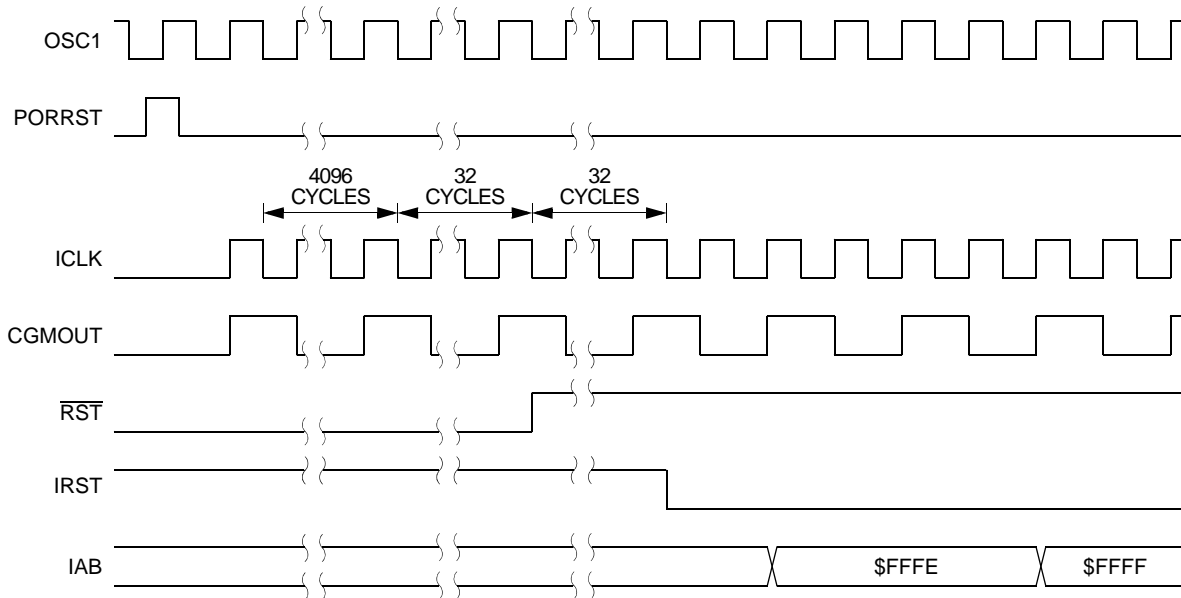 OSC1
PORRST
4096
CYCLES
32
CYCLES
32
CYCLES
ICLK
CGMOUT
RST
IRST
IAB
$FFFE
$FFFF